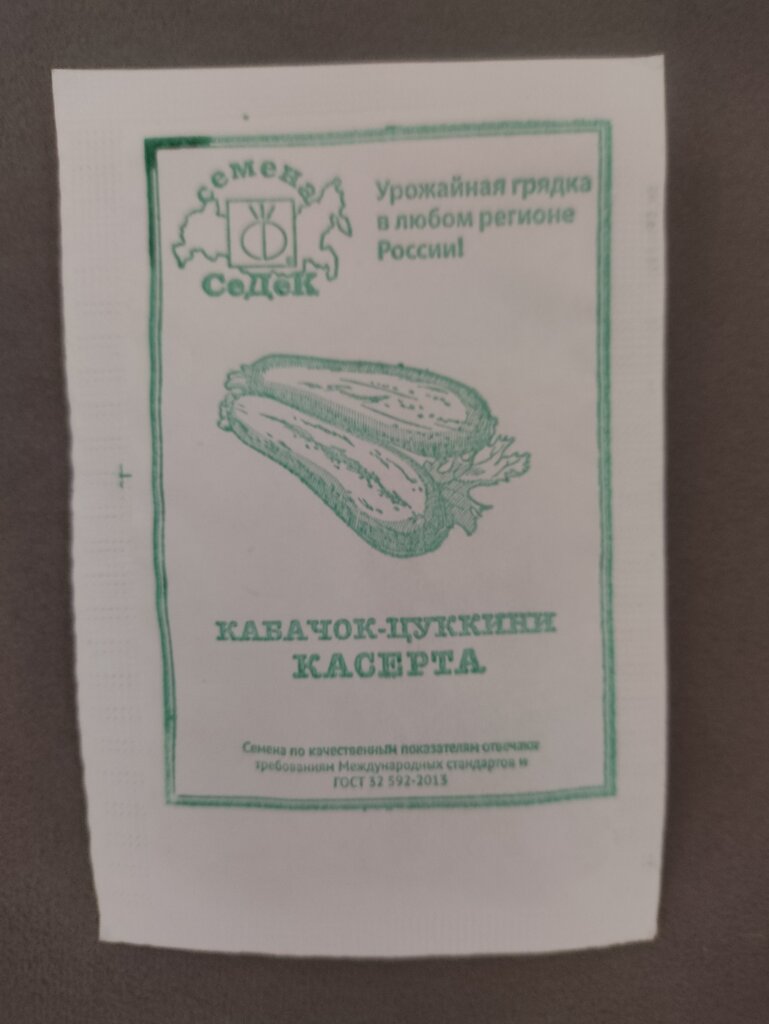 семена
СеДеК
Урожайная грядка
в любом регионе
России!
КАБАЧОК-ЦУККИНИ
КАСЕРТА
Семена по качественным показателям отвечают
требованиям Международных стандартов и
ГОСТ 32 592-2013